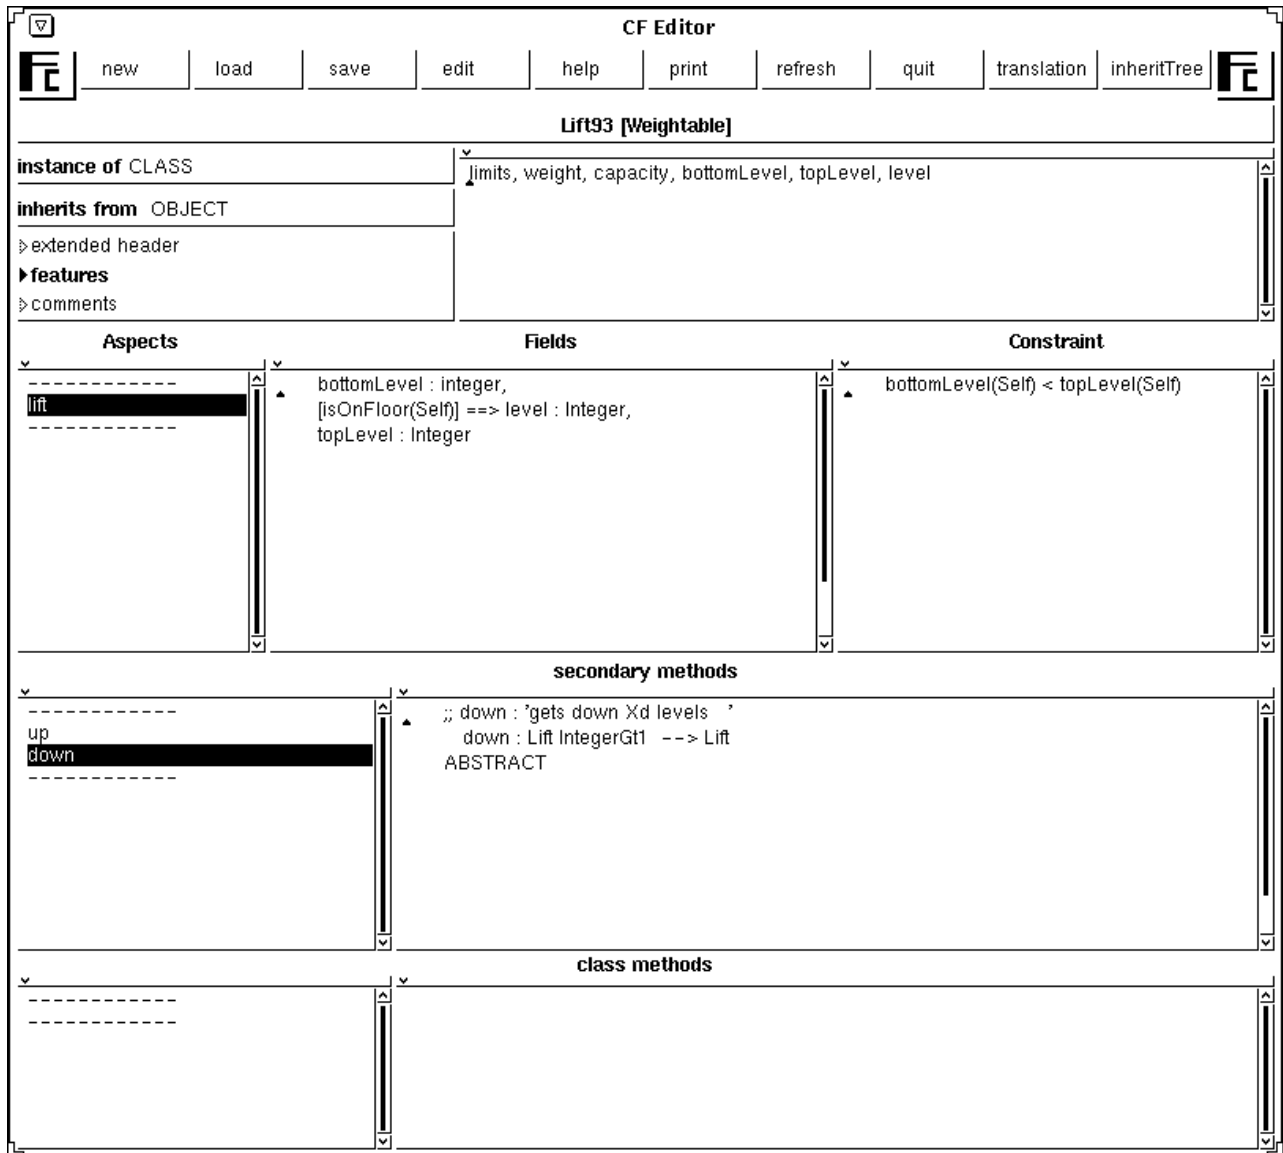 CF Editor
FC new load save edit help print refresh quit translation inheritTree FC
Lift93 [Weightable]
instance of CLASS
limits, weight, capacity, bottomLevel, topLevel, level
inherits from OBJECT
extended header
features
comments
Aspects Fields Constraint
------------
lift
------------
bottomLevel : integer,
[isOnFloor(Self)] ==> level : Integer,
topLevel : Integer
bottomLevel(Self) < topLevel(Self)
secondary methods
------------
up
down
------------
;; down : 'gets down Xd levels '
down : Lift IntegerGt1 --> Lift
ABSTRACT
class methods
------------
------------